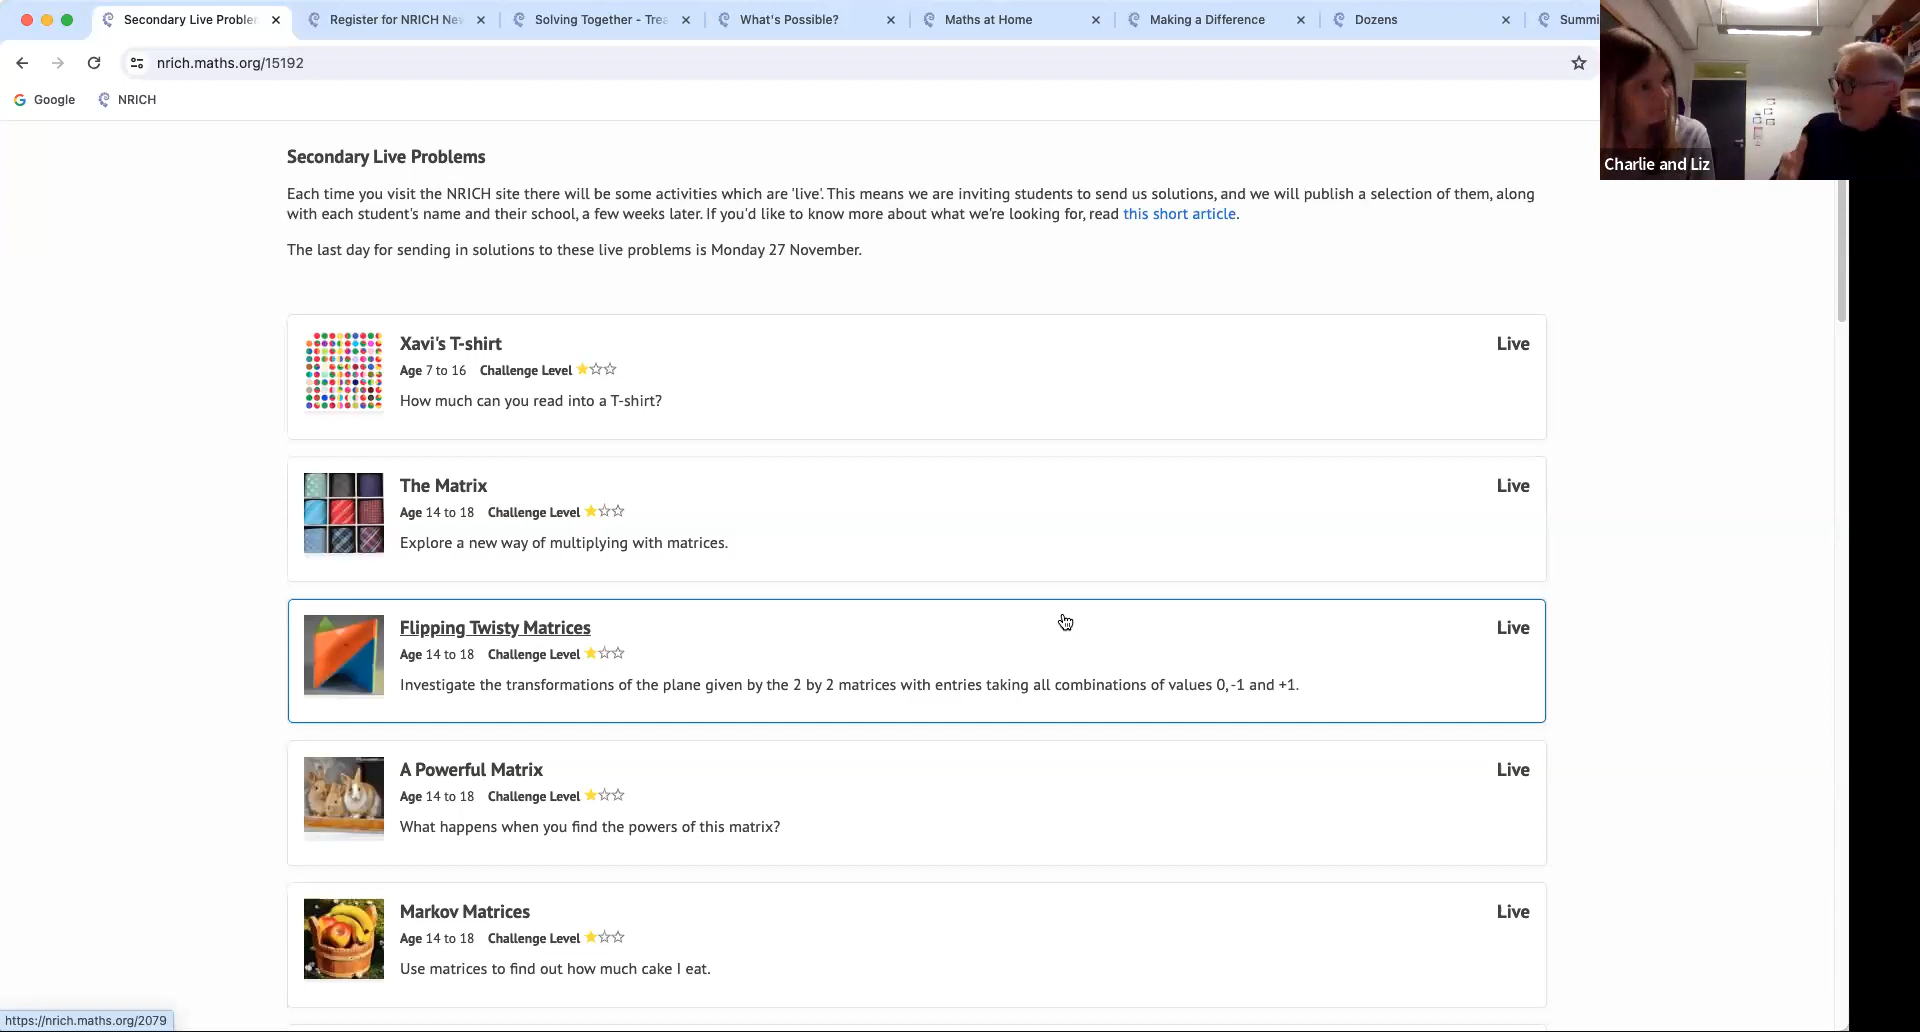 Secondary Live Problem
Register for NRICH Nev
Solving Together - Trea
What's Possible?
Maths at Home
Making a Difference
Dozens
Summi
nrich.maths.org/15192
Google
NRICH
Charlie and Liz
Secondary Live Problems
Each time you visit the NRICH site there will be some activities which are 'live'. This means we are inviting students to send us solutions, and we will publish a selection of them, along
with each student's name and their school, a few weeks later. If you'd like to know more about what we're looking for, read this short article.
The last day for sending in solutions to these live problems is Monday 27 November.
Xavi's T-shirt
Live
Age 7 to 16 Challenge Level
How much can you read into a T-shirt?
The Matrix
Live
Age 14 to 18 Challenge Level
Explore a new way of multiplying with matrices.
Flipping Twisty Matrices
Live
Age 14 to 18 Challenge Level
Investigate the transformations of the plane given by the 2 by 2 matrices with entries taking all combinations of values 0, -1 and +1.
A Powerful Matrix
Live
Age 14 to 18 Challenge Level
What happens when you find the powers of this matrix?
Markov Matrices
Live
Age 14 to 18 Challenge Level
Use matrices to find out how much cake I eat.
https://nrich.maths.org/2079